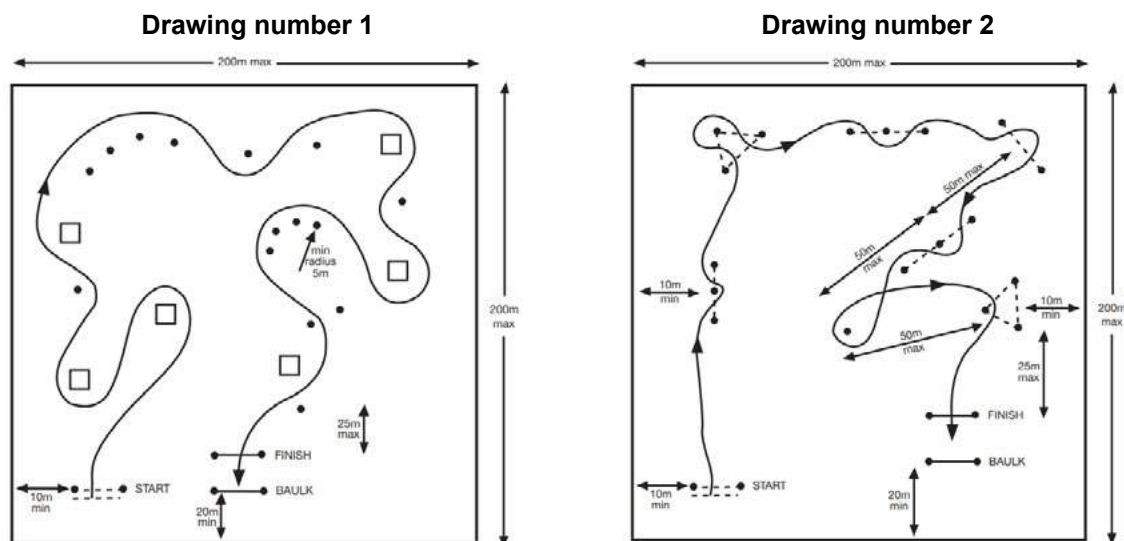 Drawing number 1
200m max
min
radius
5m
200m
max
25m
max
FINISH
START
BAULK
10m
min
20m
min
Drawing number 2
200m max
50m max
50m
max
10m
min
10m
min
200m
max
50m
max
25m
max
FINISH
BAULK
START
10m
min
20m
min